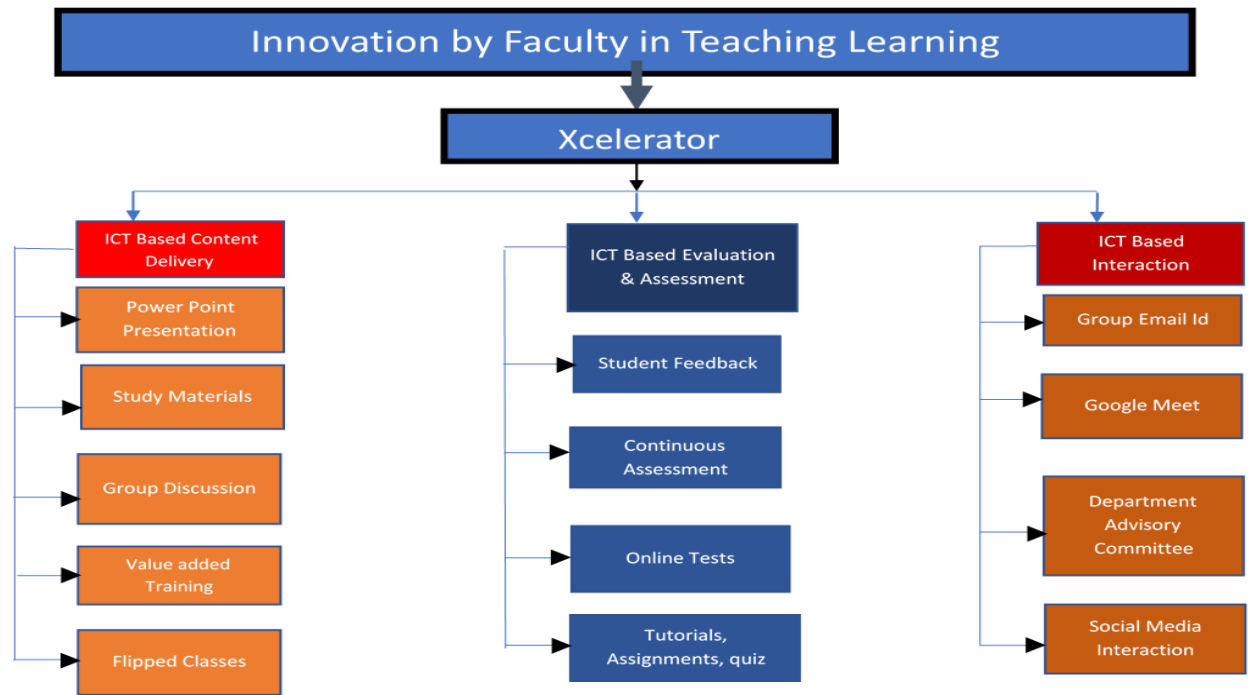 Innovation by Faculty in Teaching Learning
Xcelerator
ICT Based Content
Delivery
Power Point
Presentation
Study Materials
Group Discussion
Value added
Training
Flipped Classes
ICT Based Evaluation
& Assessment
Student Feedback
Continuous
Assessment
Online Tests
Tutorials,
Assignments, quiz
ICT Based
Interaction
Group Email Id
Google Meet
Department
Advisory
Committee
Social Media
Interaction